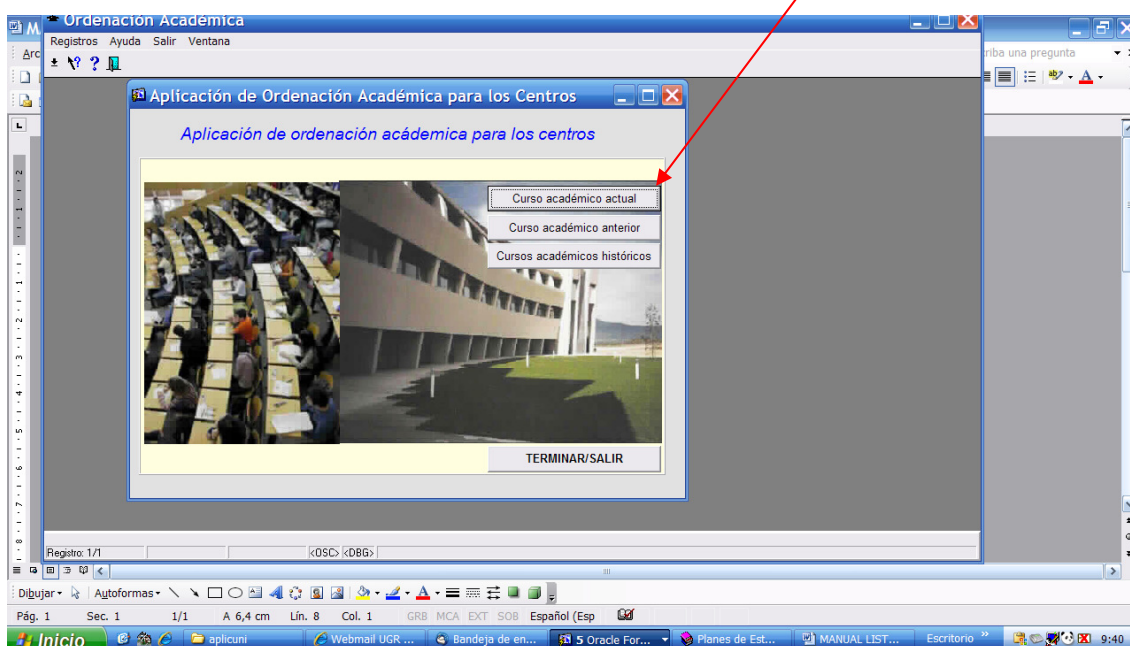 Ordenación Académica
Registros Ayuda Salir Ventana
Arc
riba una pregunta
Aplicación de Ordenación Académica para los Centros
Aplicación de ordenación acádemica para los centros
Curso académico actual
Curso académico anterior
Cursos académicos históricos
TERMINAR/SALIR
Registro: 1/1 <OSC> <DBG>
Dibujar Autoformas
Pág. 1 Sec. 1 1/1 A 6,4 cm Lín. 8 Col. 1 GRB MCA EXT SOB Español (Esp
Inicio aplicuni Webmail UGR ... Bandeja de en... 5 Oracle For... Planes de Est... MANUAL LIST... Escritorio » 9:40